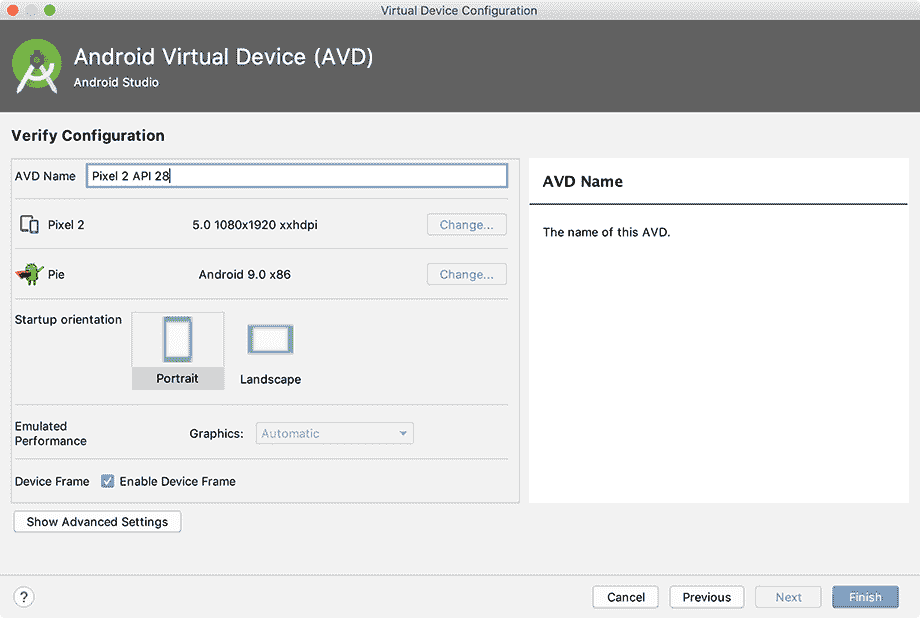 Virtual Device Configuration
Android Virtual Device (AVD)
Android Studio
Verify Configuration
AVD Name Pixel 2 API 28
Pixel 2 5.0 1080x1920 xxhdpi Change...
Pie Android 9.0 x86 Change...
Startup orientation
Portrait Landscape
Emulated
Performance
Graphics: Automatic
Device Frame Enable Device Frame
Show Advanced Settings
AVD Name
The name of this AVD.
? Cancel Previous Next Finish